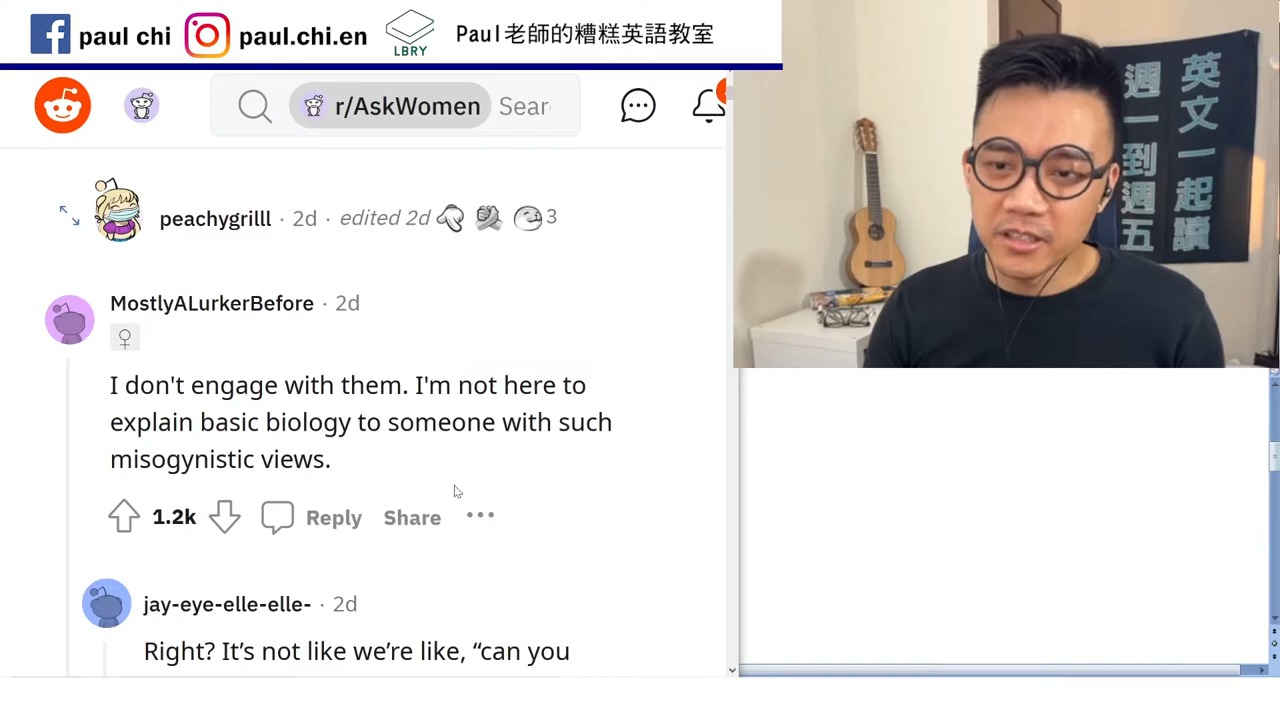 paul chi
paul.chi.en
LBRY
Paul老師的糟糕英語教室
r/AskWomen
Sear
peachygrilll · 2d · edited 2d
3
MostlyALurkerBefore · 2d
I don't engage with them. I'm not here to
explain basic biology to someone with such
misogynistic views.
1.2k
Reply
Share
jay-eye-elle-elle- · 2d
Right? It's not like we're like, “can you
英文一起讀
週一到週五